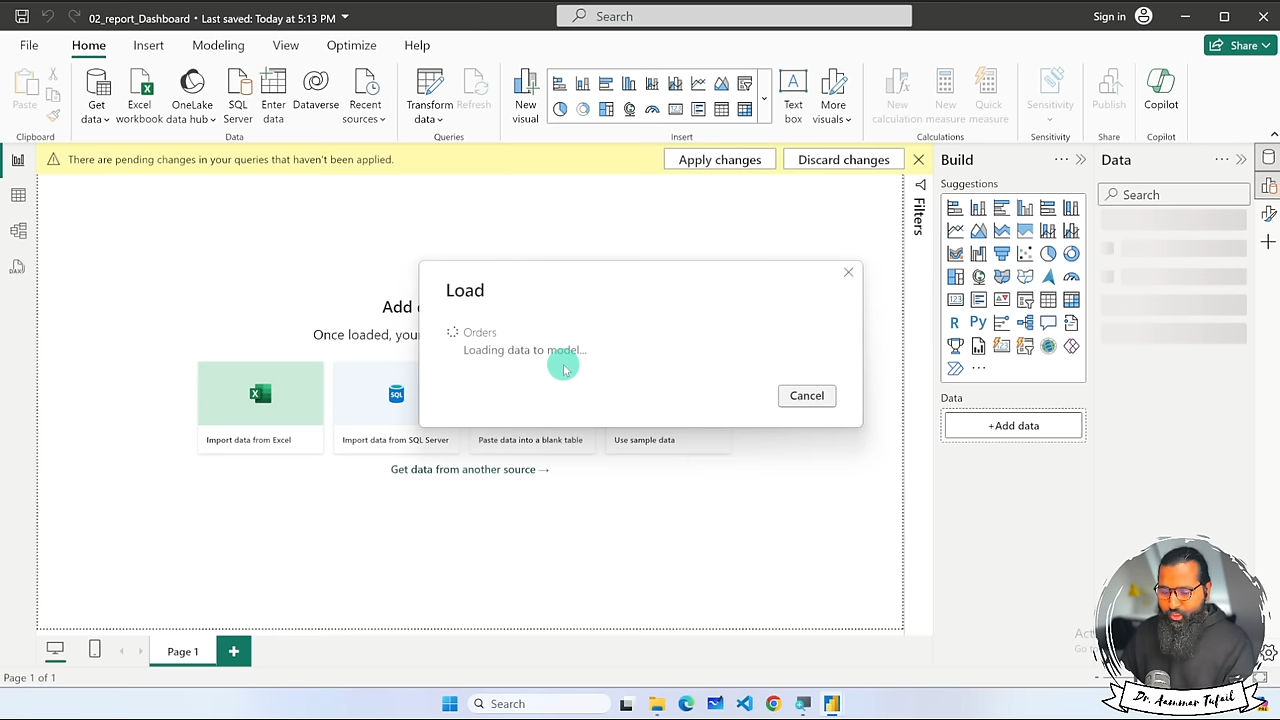 02_report_Dashboard • Last saved: Today at 5:13 PM
Search
Sign in
File
Home
Insert
Modeling
View
Optimize
Help
Share
Paste
Get data
Excel workbook
OneLake data hub
SQL Server
Enter data
Dataverse
Recent sources
Transform data
Refresh
New visual
Text box
More visuals
New calculation
New measure
Quick measure
Sensitivity
Publish
Copilot
Clipboard
Data
Queries
Insert
Calculations
Sensitivity
Share
Copilot
There are pending changes in your queries that haven't been applied.
Apply changes
Discard changes
Build
Data
Filters
Suggestions
Search
R
Py
123
Load
Orders
Loading data to model...
Cancel
Add
Once loaded, your
SQL
Import data from Excel
Import data from SQL Server
Paste data into a blank table
Use sample data
Get data from another source →
Data
+Add data
Page 1
Page 1 of 1
Search
Dr. Aammar Tufail